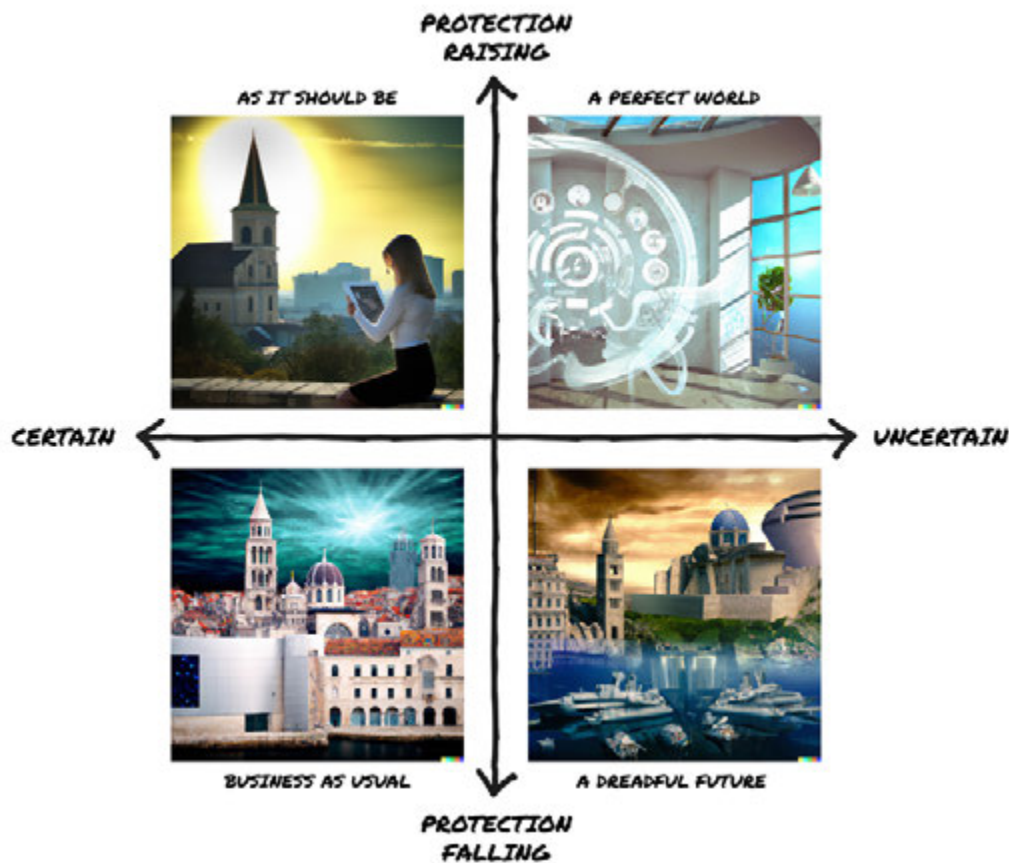 PROTECTION
RAISING
AS IT SHOULD BE
A PERFECT WORLD
CERTAIN
UNCERTAIN
BUSINESS AS USUAL
A DREADFUL FUTURE
PROTECTION
FALLING